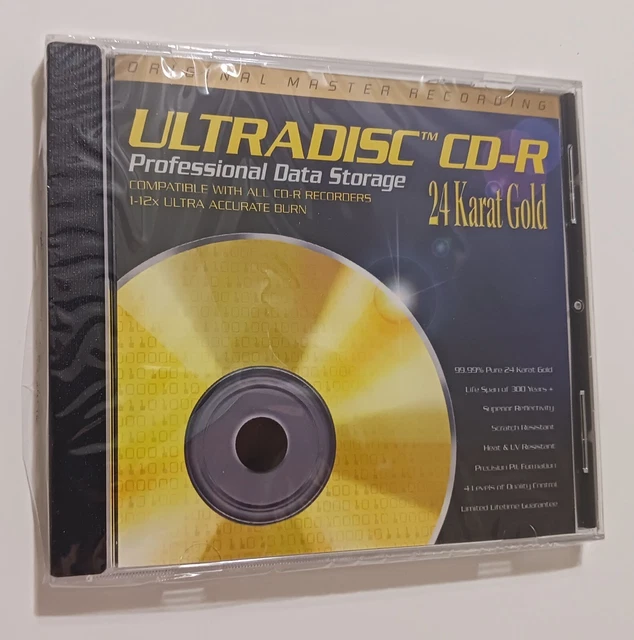 ORIGINAL MASTER RECORDING
ULTRADISC™ CD-R
Professional Data Storage
COMPATIBLE WITH ALL CD-R RECORDERS
1-12x ULTRA ACCURATE BURN
24 Karat Gold
99.99% Pure 24 Karat Gold
Life Span of 300 Years +
Superior Reflectivity
Scratch Resistant
Heat & UV Resistant
Precision Pit Formation
4 Levels of Quality Control
Limited Lifetime Guarantee